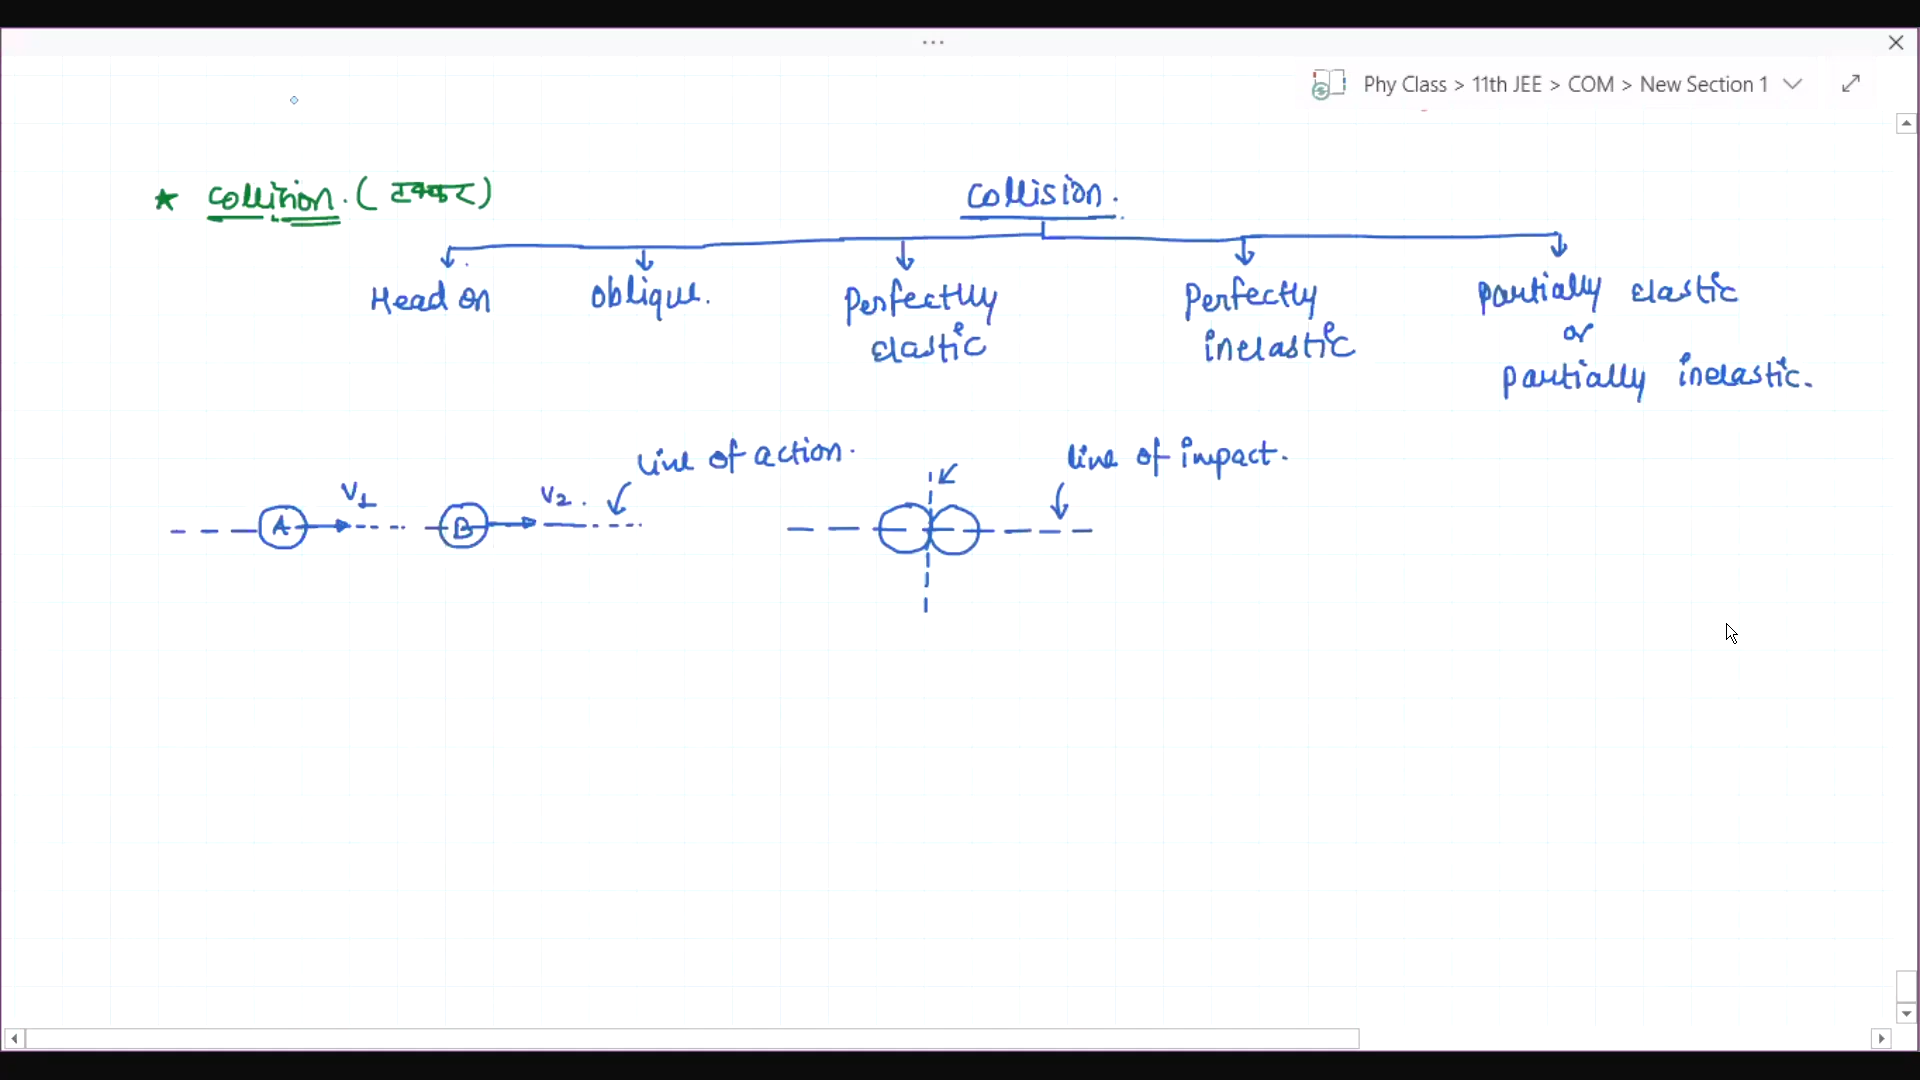 Phy Class > 11th JEE > COM > New Section 1
★ Collision. (टक्कर)
Collision.
Head on
oblique.
Perfectlly
elastic
Perfectly
inelastic
partially elastic
or
partially inelastic.
line of action.
line of impact.
V1
V2.
A
B